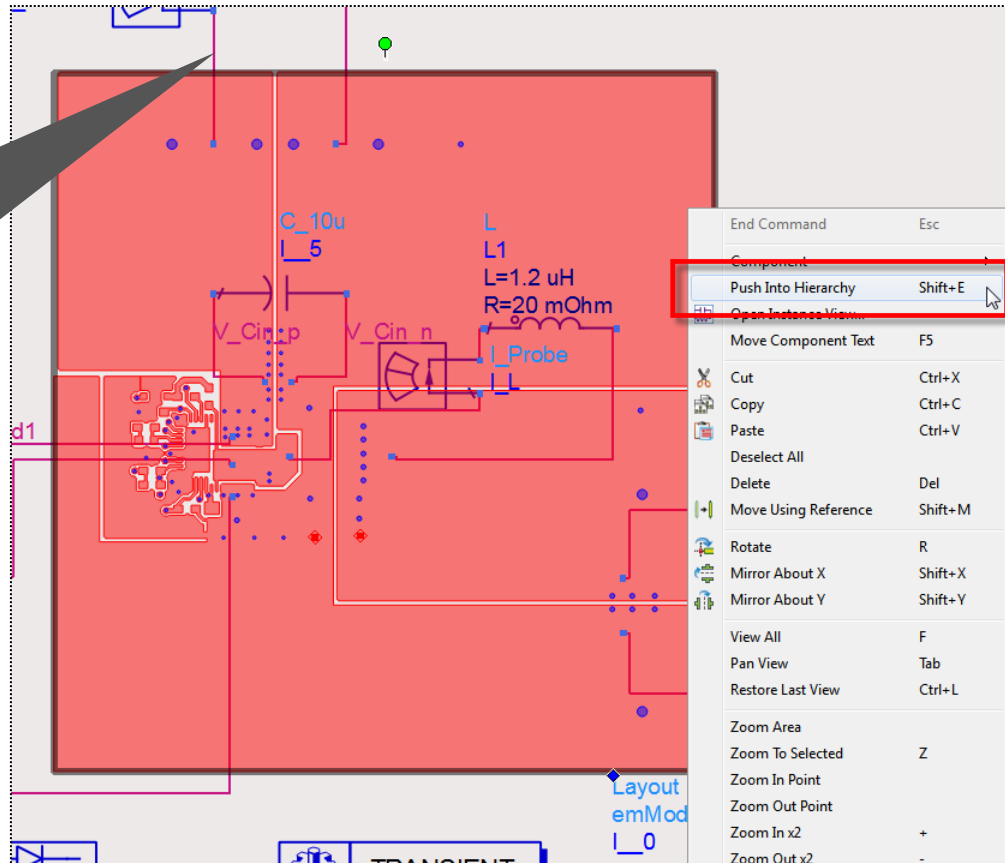 C_10u
I__5
L
L1
L=1.2 uH
R=20 mOhm
V_Cin_p
V_Cin_n
I_Probe
I_L
d1
Layout
emMod
I__0
TRANSIENT
End Command Esc
Component
Push Into Hierarchy Shift+E
Open Instance View...
Move Component Text F5
Cut Ctrl+X
Copy Ctrl+C
Paste Ctrl+V
Deselect All
Delete Del
Move Using Reference Shift+M
Rotate R
Mirror About X Shift+X
Mirror About Y Shift+Y
View All F
Pan View Tab
Restore Last View Ctrl+L
Zoom Area
Zoom To Selected Z
Zoom In Point
Zoom Out Point
Zoom In x2 +
Zoom Out x2 -